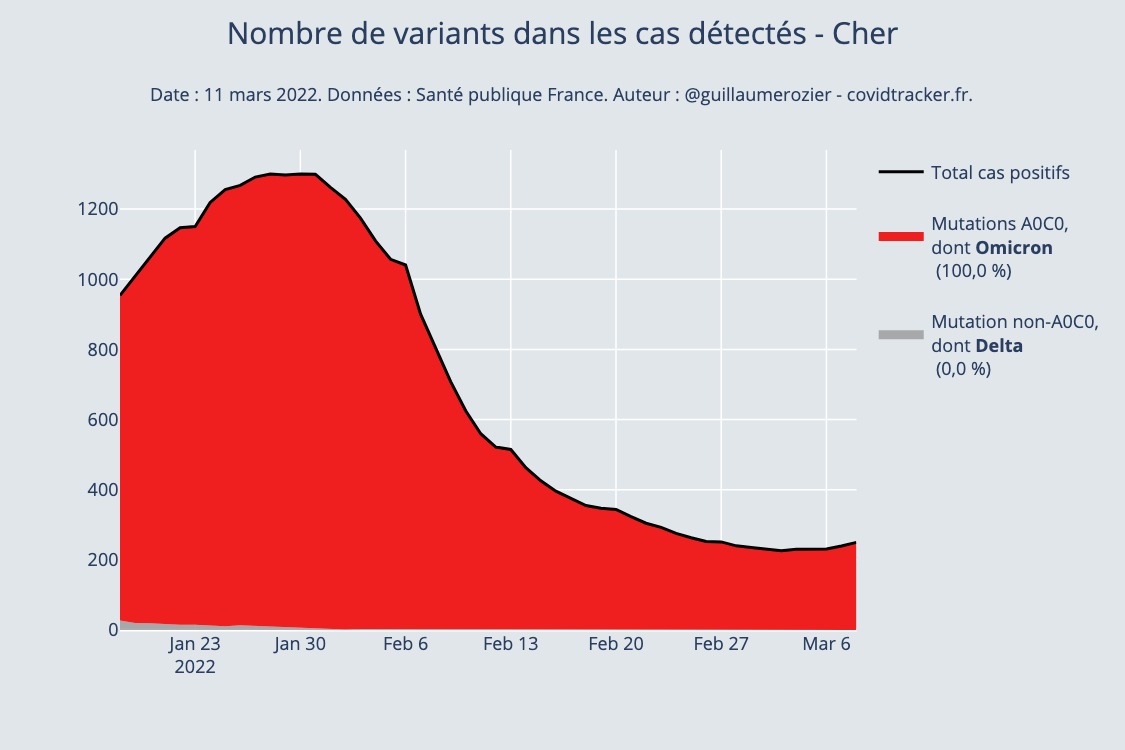 Nombre de variants dans les cas détectés - Cher
Date : 11 mars 2022. Données : Santé publique France. Auteur : @guillaumerozier - covidtracker.fr.
Total cas positifs
Mutations A0C0,
dont Omicron
(100,0 %)
Mutation non-A0C0,
dont Delta
(0,0 %)
1200
1000
800
600
400
200
0
Jan 23
2022
Jan 30
Feb 6
Feb 13
Feb 20
Feb 27
Mar 6